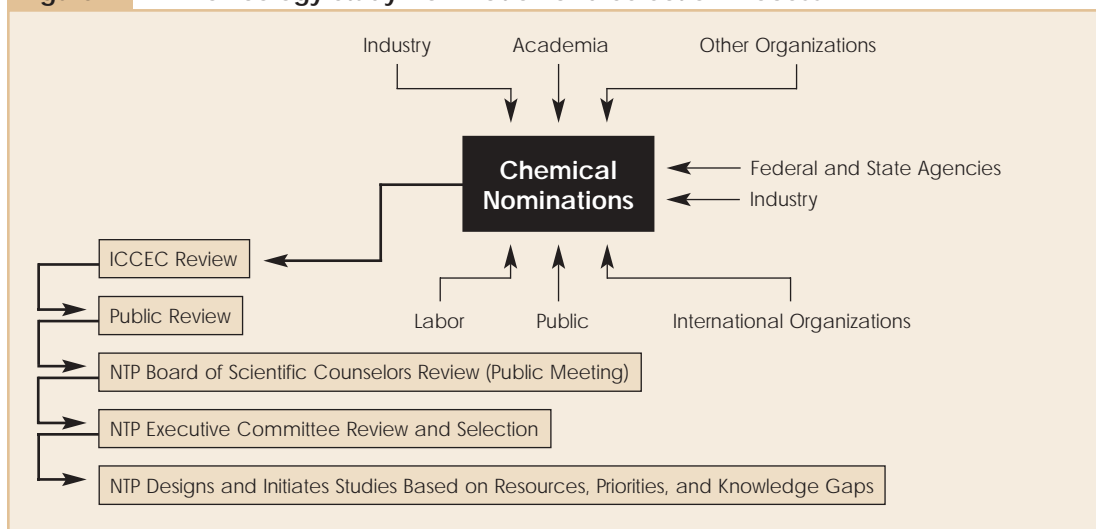 Industry
Academia
Other Organizations
Chemical
Nominations
Federal and State Agencies
Industry
ICCEC Review
Public Review
Labor
Public
International Organizations
NTP Board of Scientific Counselors Review (Public Meeting)
NTP Executive Committee Review and Selection
NTP Designs and Initiates Studies Based on Resources, Priorities, and Knowledge Gaps